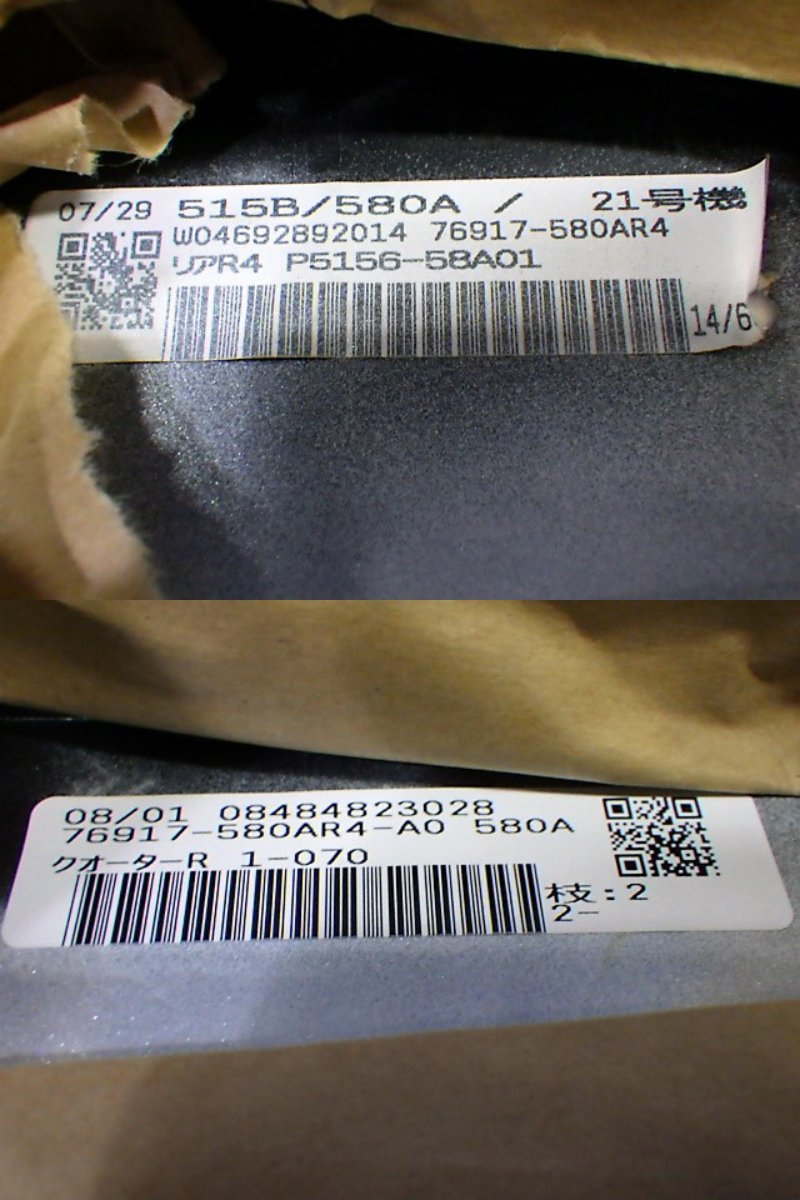 07/29 515B/580A / 21号機
W04692892014 76917-580AR4
リアR4 P5156-58A01
14/6
08/01 08484823028
76917-580AR4-A0 580A
クオーターR 1-070
枝:2
2-